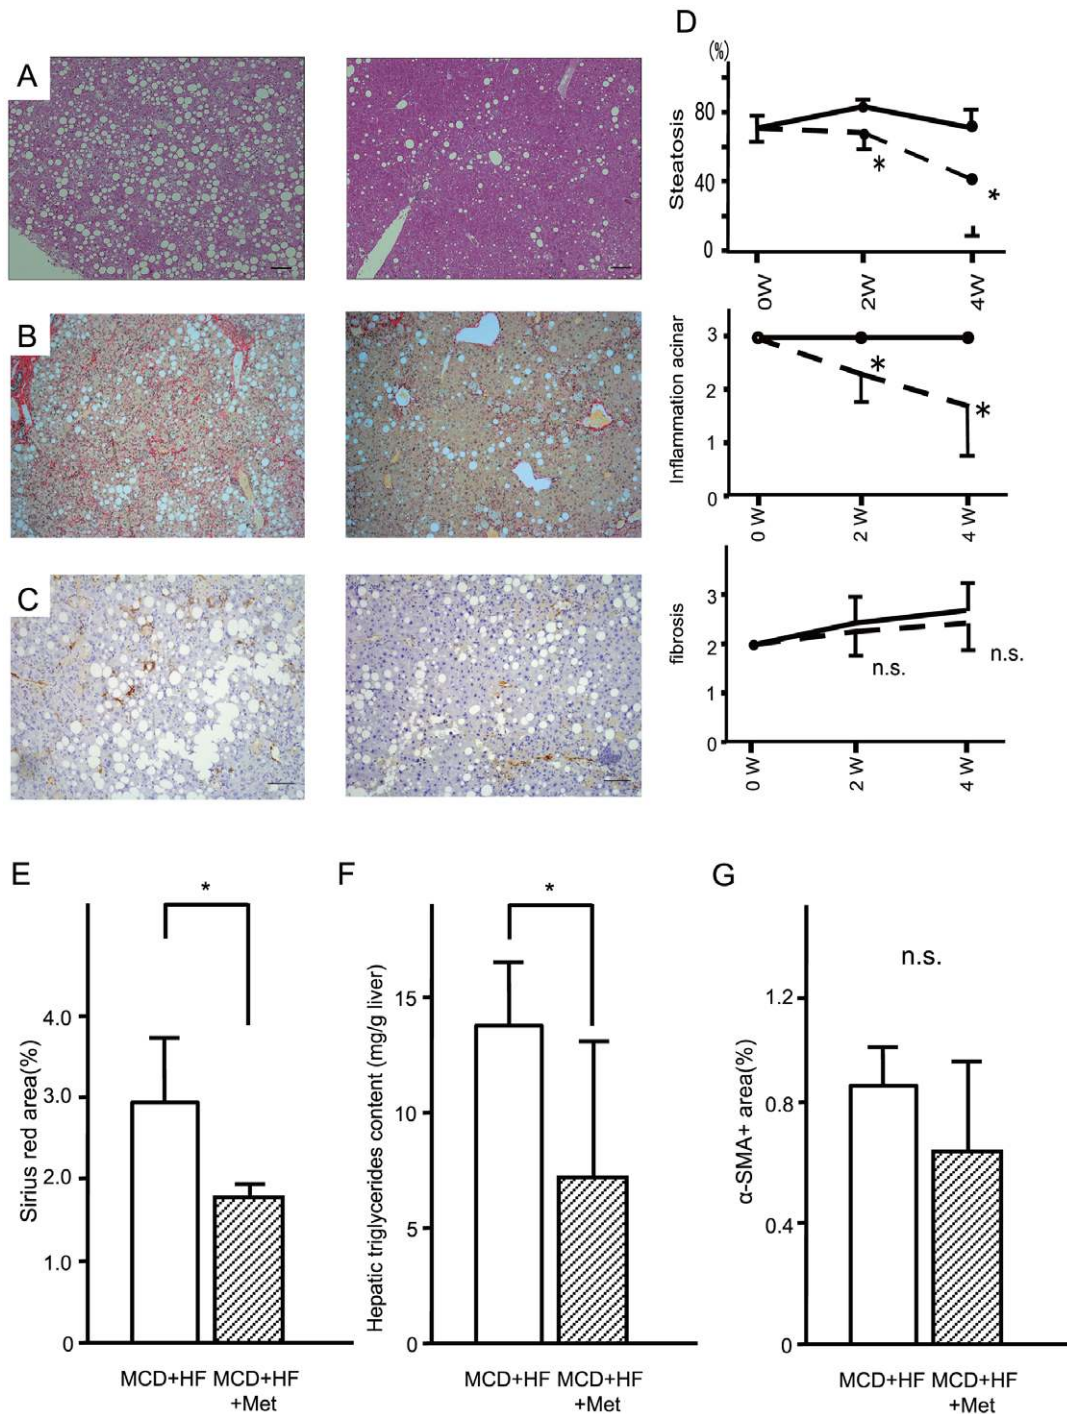 A
B
C
D
(%)
Steatosis
80
40
0
0W
2W
4W
*
*
Inflammation acinar
3
2
1
0
0 W
2 W
4 W
*
*
fibrosis
3
2
1
0
0 W
2 W
4 W
n.s.
n.s.
E
*
Sirius red area(%)
4.0
3.0
2.0
1.0
0
MCD+HF
MCD+HF
+Met
F
*
Hepatic triglycerides content (mg/g liver)
15
10
5
0
MCD+HF
MCD+HF
+Met
G
n.s.
α-SMA+ area(%)
1.2
0.8
0.4
0
MCD+HF
MCD+HF
+Met